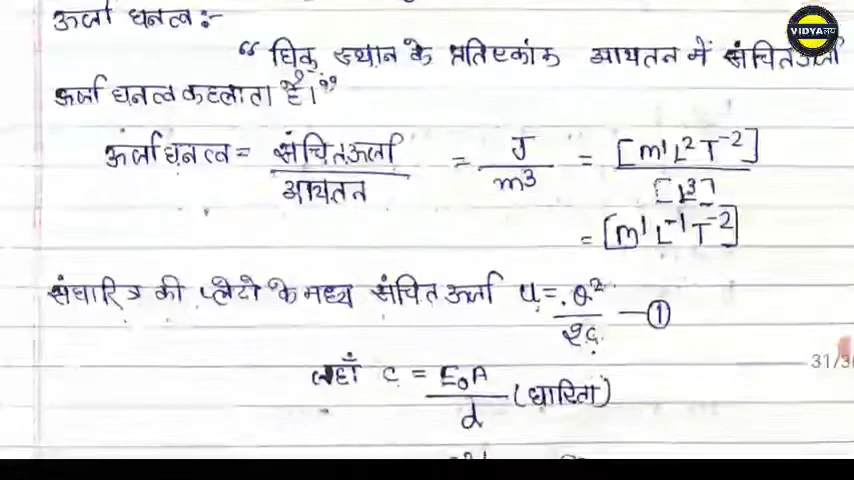 VIDYAलय
ऊर्जा घनत्व:-
“ दिक् स्थान के प्रतिएकांक आयतन में संचित ऊर्जा
ऊर्जा घनत्व कहलाता है।”
ऊर्जा घनत्व = संचित ऊर्जा / आयतन = J / m³ = [M¹L²T⁻²] / [L³]
= [M¹L⁻¹T⁻²]
संधारित्र की प्लेटो के मध्य संचित ऊर्जा U = Q² / 2C —①
जहाँ C = ε₀A / d (धारिता)
31/3